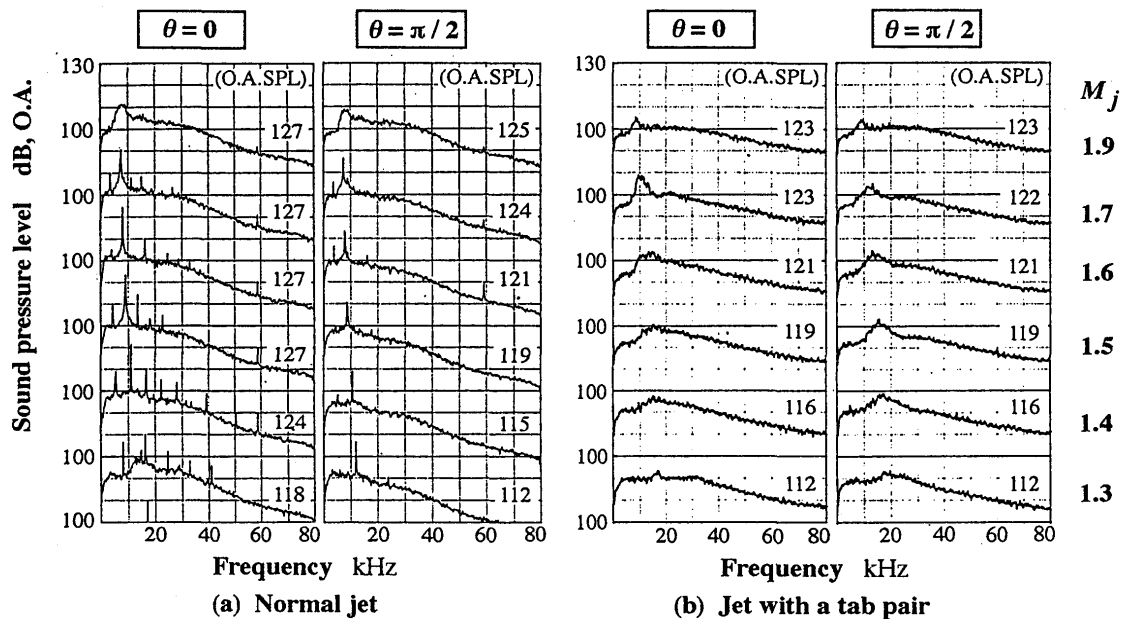 θ = 0
θ = π / 2
θ = 0
θ = π / 2
Sound pressure level dB, O.A.
130
100
100
100
100
100
100
100
(O.A.SPL)
127
127
127
127
124
118
(O.A.SPL)
125
124
121
119
115
112
130
100
100
100
100
100
100
100
(O.A.SPL)
123
123
121
119
116
112
(O.A.SPL)
123
122
121
119
116
112
M_j
1.9
1.7
1.6
1.5
1.4
1.3
20 40 60 80
20 40 60 80
20 40 60 80
20 40 60 80
Frequency kHz
Frequency kHz
(a) Normal jet
(b) Jet with a tab pair